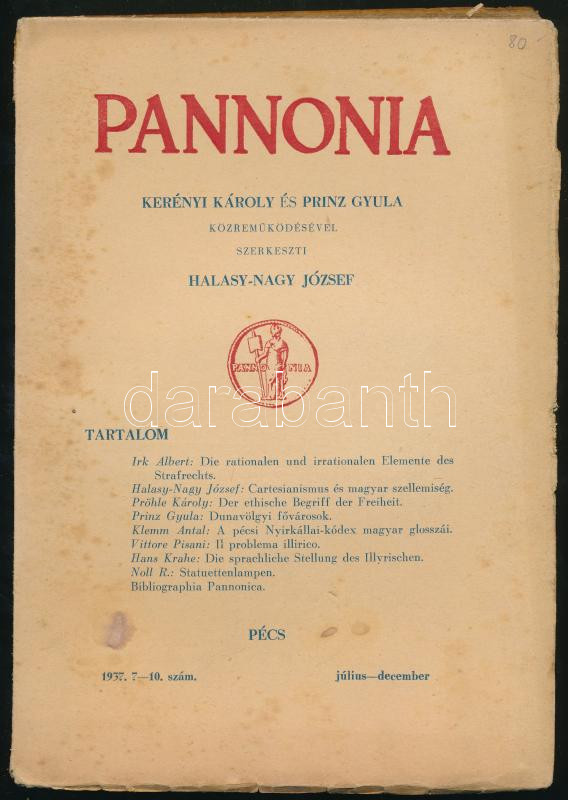 80
PANNONIA
KERÉNYI KÁROLY ÉS PRINZ GYULA
KÖZREMŰKÖDÉSÉVEL
SZERKESZTI
HALASY-NAGY JÓZSEF
PANNONIA
darabanth
TARTALOM
Irk Albert: Die rationalen und irrationalen Elemente des
Strafrechts.
Halasy-Nagy József: Cartesianismus és magyar szellemiség.
Pröhle Károly: Der ethische Begriff der Freiheit.
Prinz Gyula: Dunavölgyi fővárosok.
Klemm Antal: A pécsi Nyirkállai-kódex magyar glosszái.
Vittore Pisani: Il problema illirico.
Hans Krahe: Die sprachliche Stellung des Illyrischen.
Noll R.: Statuettenlampen.
Bibliographia Pannonica.
PÉCS
1937. 7—10. szám. július—december